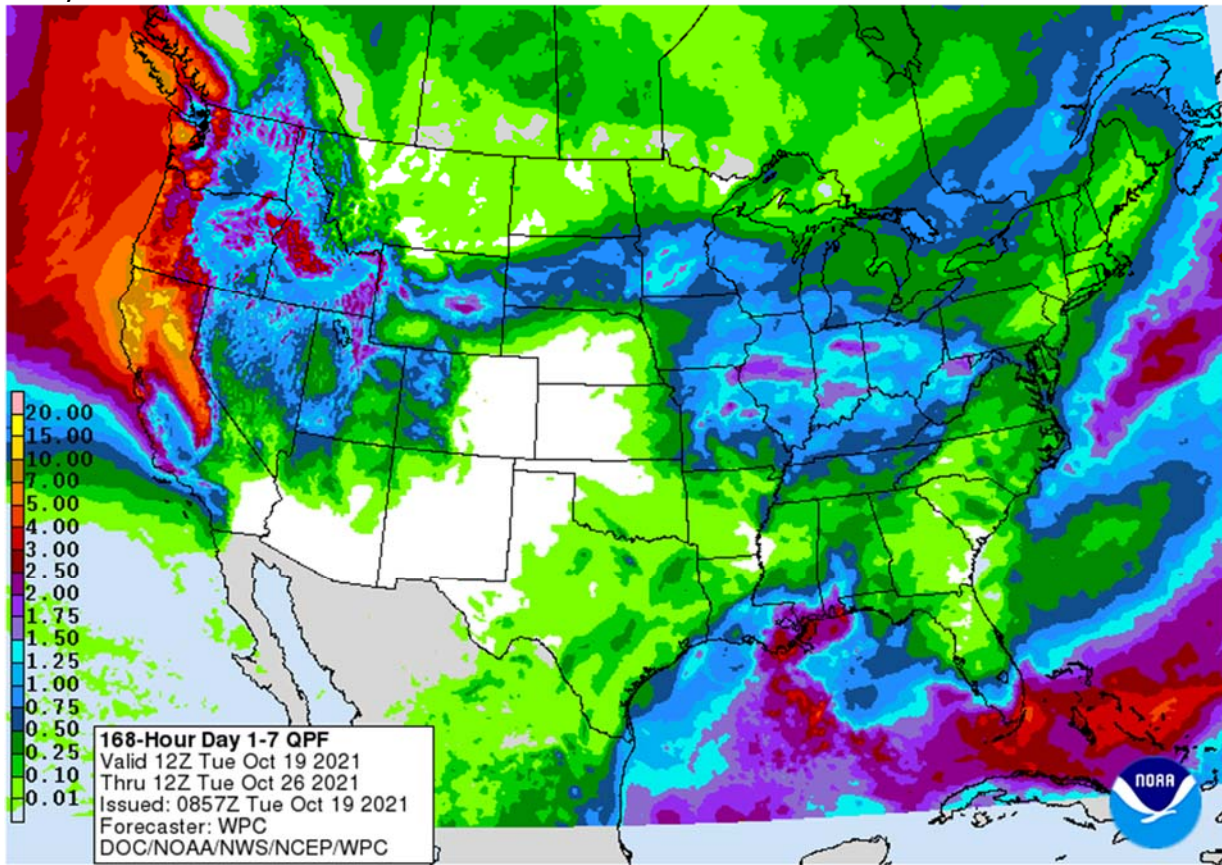 20.00
15.00
10.00
7.00
5.00
4.00
3.00
2.50
2.00
1.75
1.50
1.25
1.00
0.75
0.50
0.25
0.10
0.01
168-Hour Day 1-7 QPF
Valid 12Z Tue Oct 19 2021
Thru 12Z Tue Oct 26 2021
Issued: 0857Z Tue Oct 19 2021
Forecaster: WPC
DOC/NOAA/NWS/NCEP/WPC
NOAA